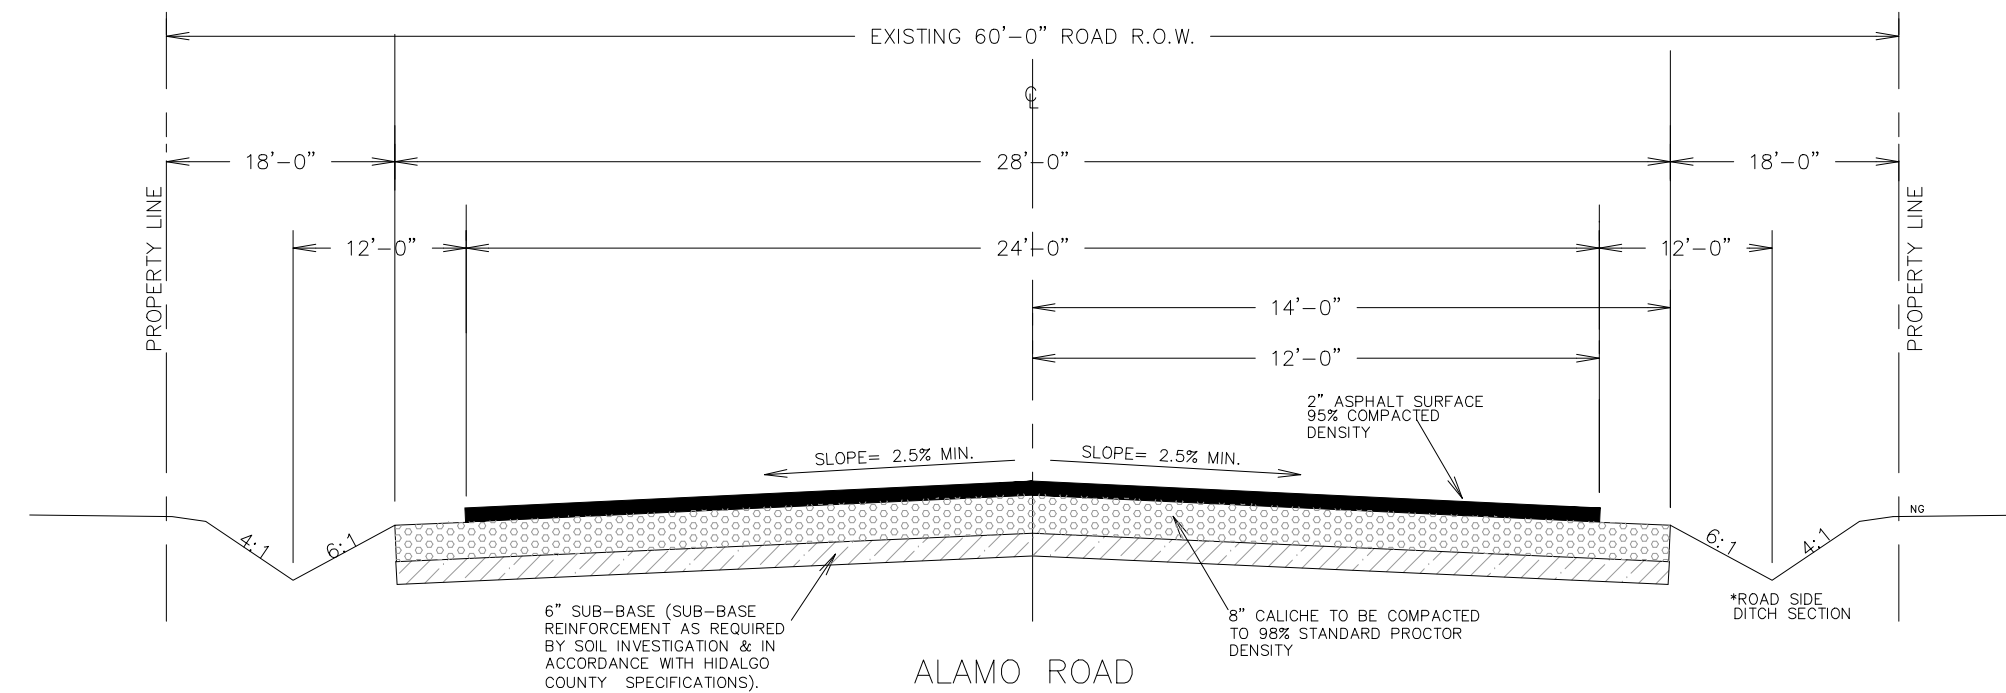 EXISTING 60'-0" ROAD R.O.W.
℄
18'-0"
28'-0"
18'-0"
PROPERTY LINE
PROPERTY LINE
12'-0"
24'-0"
12'-0"
14'-0"
12'-0"
2" ASPHALT SURFACE
95% COMPACTED
DENSITY
SLOPE= 2.5% MIN.
SLOPE= 2.5% MIN.
NG
4:1
6:1
6:1
4:1
*ROAD SIDE
DITCH SECTION
6" SUB-BASE (SUB-BASE
REINFORCEMENT AS REQUIRED
BY SOIL INVESTIGATION & IN
ACCORDANCE WITH HIDALGO
COUNTY SPECIFICATIONS).
8" CALICHE TO BE COMPACTED
TO 98% STANDARD PROCTOR
DENSITY
ALAMO ROAD